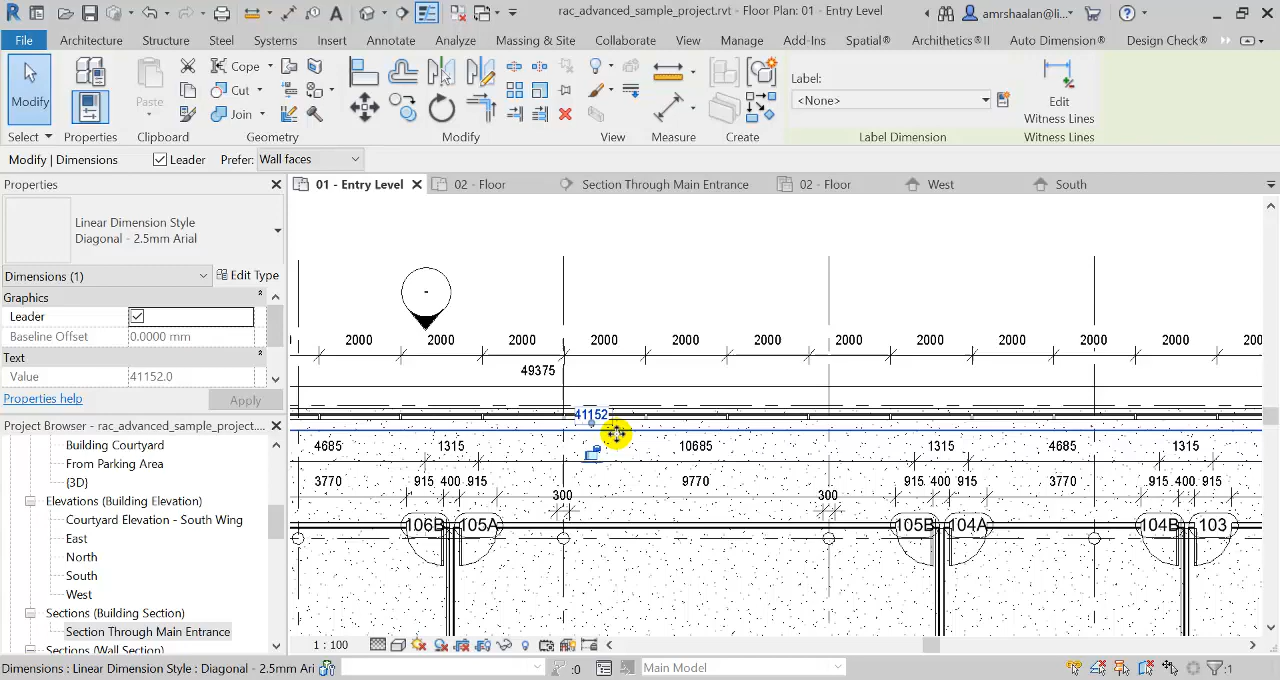 rac_advanced_sample_project.rvt - Floor Plan: 01 - Entry Level
amrshaalan@li...
File Architecture Structure Steel Systems Insert Annotate Analyze Massing & Site Collaborate View Manage Add-Ins Spatial® Archithetics®II Auto Dimension® Design Check®
Modify
Paste
Cope
Cut
Join
Label:
<None>
Edit
Witness Lines
Select Properties Clipboard Geometry Modify View Measure Create Label Dimension Witness Lines
Modify | Dimensions Leader Prefer: Wall faces
Properties
01 - Entry Level 02 - Floor Section Through Main Entrance 02 - Floor West South
Linear Dimension Style
Diagonal - 2.5mm Arial
Dimensions (1) Edit Type
Graphics
Leader
Baseline Offset 0.0000 mm
Text
Value 41152.0
Properties help Apply
Project Browser - rac_advanced_sample_project....
Building Courtyard
From Parking Area
(3D)
Elevations (Building Elevation)
Courtyard Elevation - South Wing
East
North
South
West
Sections (Building Section)
Section Through Main Entrance
Sections (Wall Section)
-
2000 2000 2000 2000 2000 2000 2000 2000 2000 2000 2000 200
49375
41152
4685 1315 10685 1315 4685 1315
3770 915 400 915 9770 915 400 915 3770 915 400 915
300 300
106B 105A 105B 104A 104B 103
1 : 100
Dimensions : Linear Dimension Style : Diagonal - 2.5mm Ari :0 Main Model :1